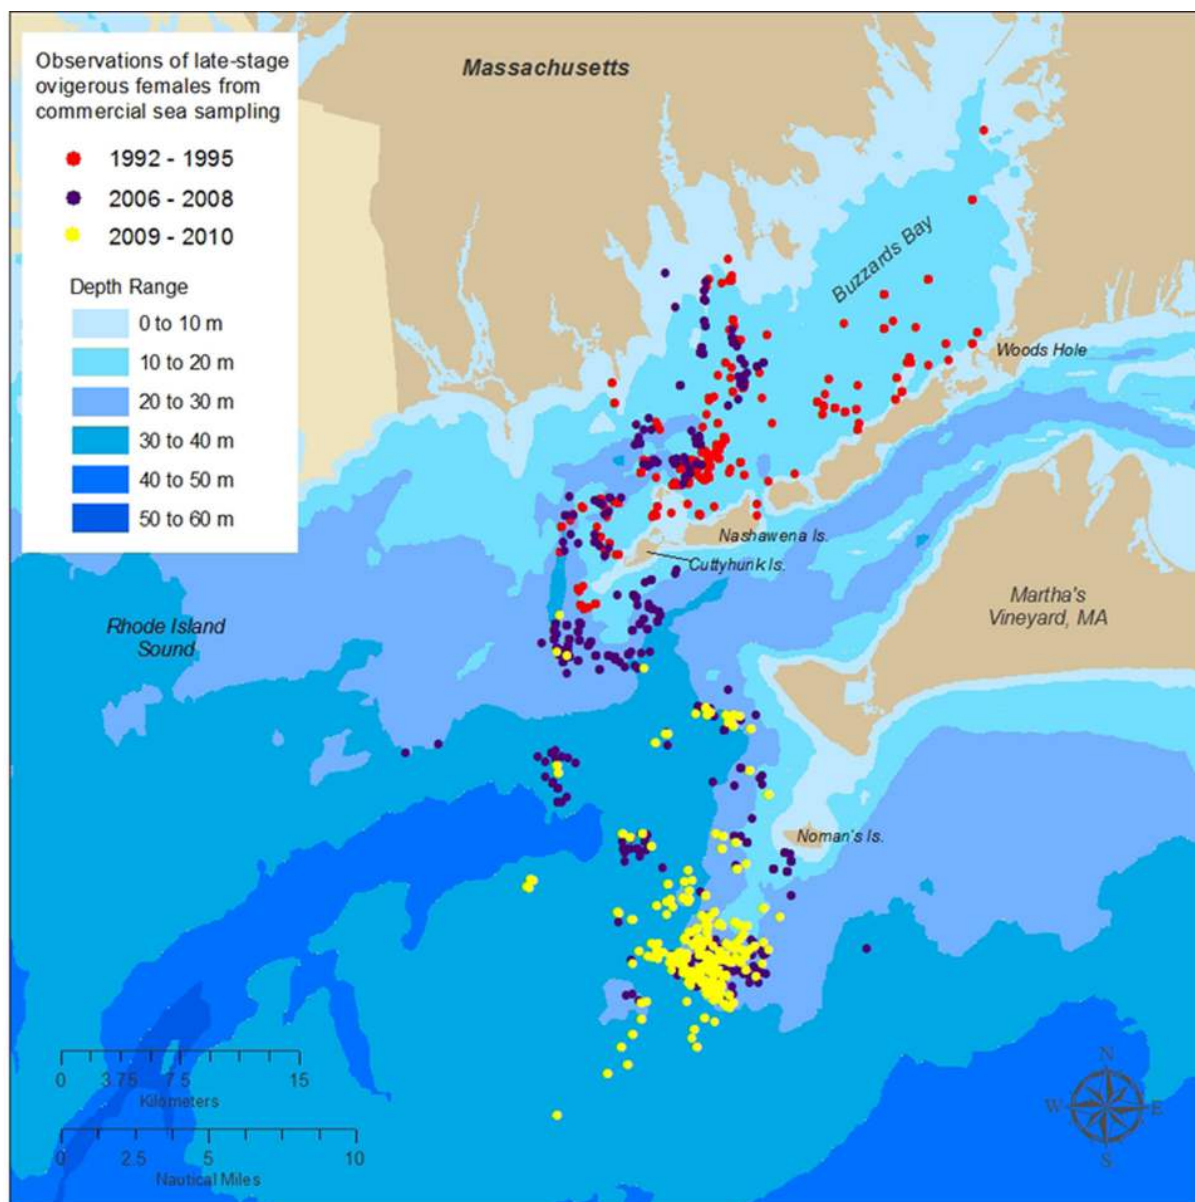 Massachusetts
Observations of late-stage
ovigerous females from
commercial sea sampling
1992 - 1995
2006 - 2008
2009 - 2010
Depth Range
0 to 10 m
10 to 20 m
20 to 30 m
30 to 40 m
40 to 50 m
50 to 60 m
Buzzards Bay
Woods Hole
Nashawena Is.
Cuttyhunk Is.
Martha's
Vineyard, MA
Rhode Island
Sound
Noman's Is.
0 3.75 7.5 15
Kilometers
0 2.5 5 10
Nautical Miles
N
W E
S